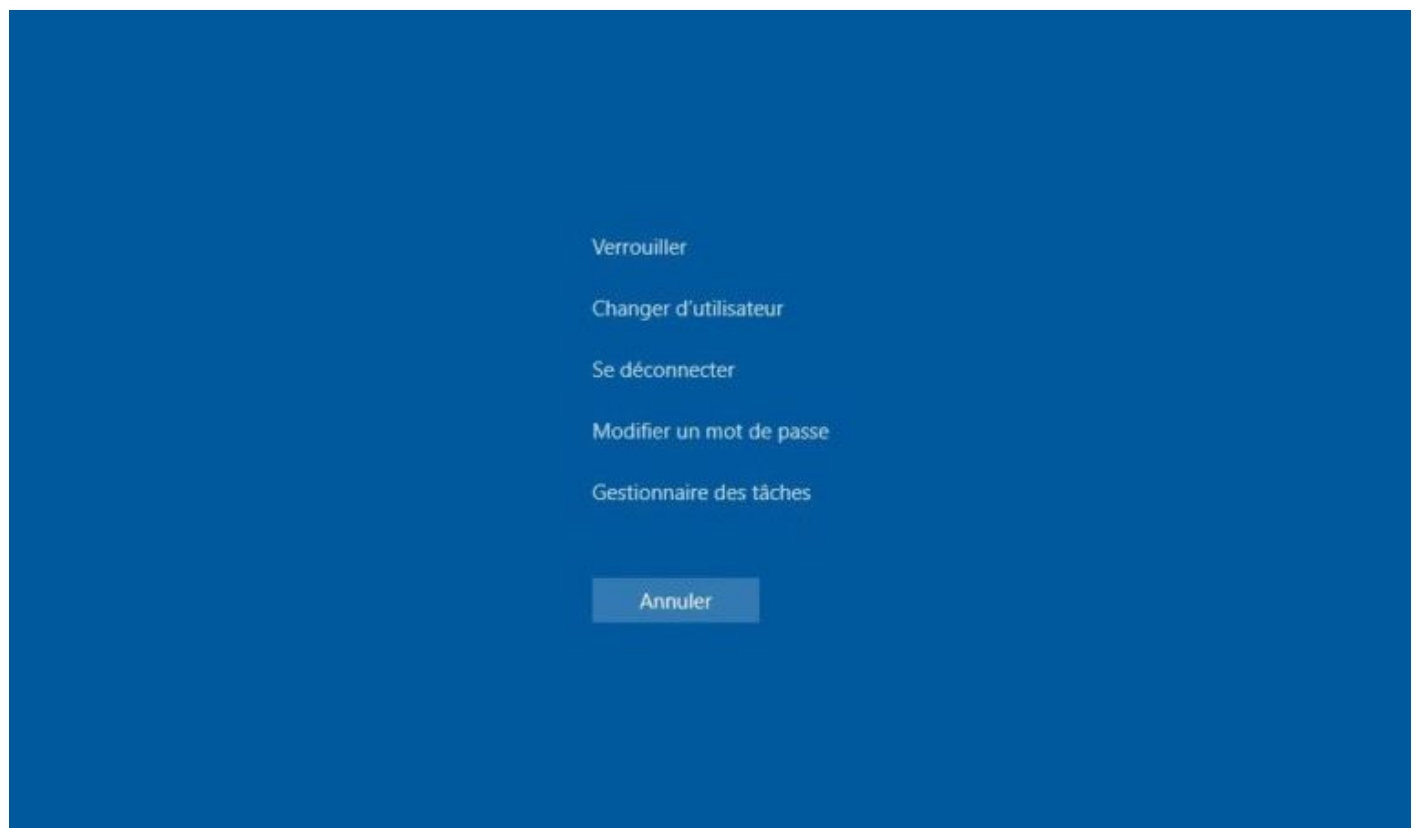 Verrouiller
Changer d'utilisateur
Se déconnecter
Modifier un mot de passe
Gestionnaire des tâches
Annuler